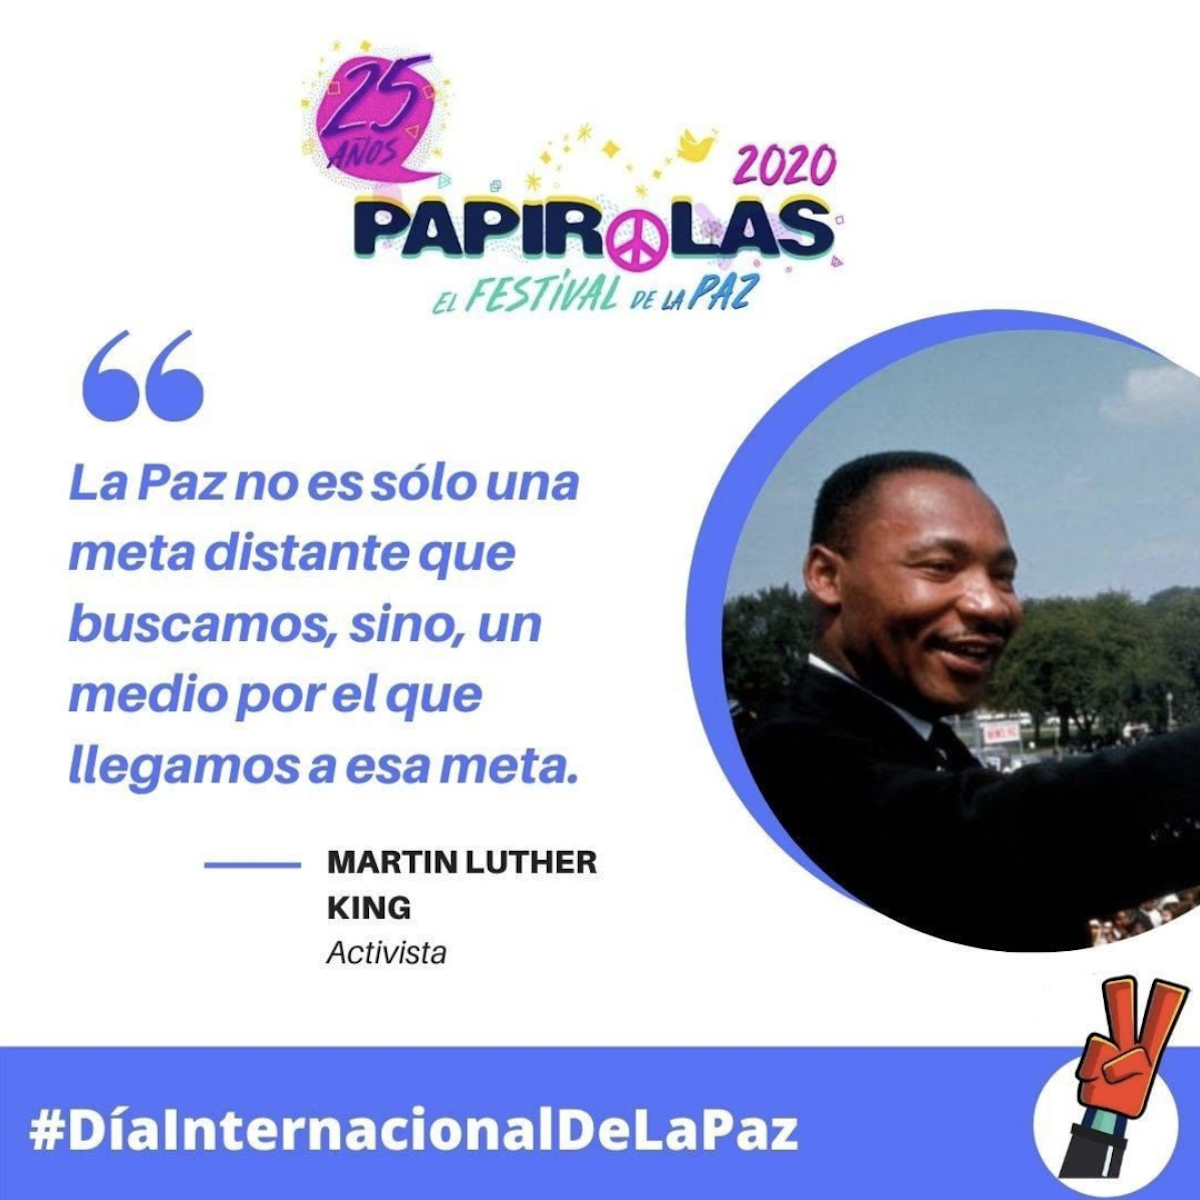 25
AÑOS
2020
PAPIROLAS
EL FESTIVAL DE LA PAZ
La Paz no es sólo una
meta distante que
buscamos, sino, un
medio por el que
llegamos a esa meta.
MARTIN LUTHER
KING
Activista
#DíaInternacionalDeLaPaz